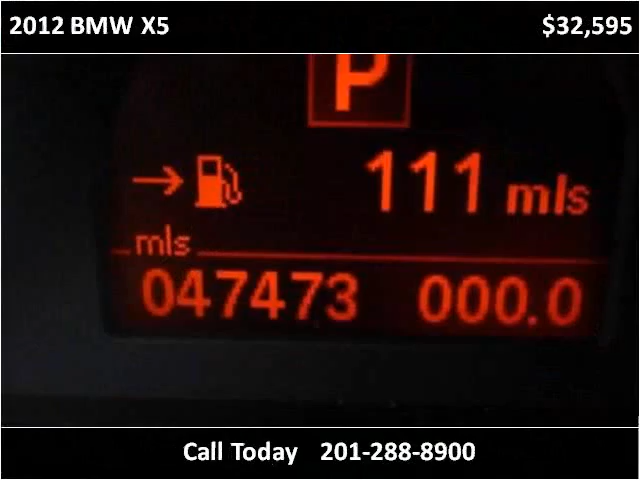 2012 BMW X5 $32,595
P
111 mls
mls
047473 000.0
Call Today 201-288-8900